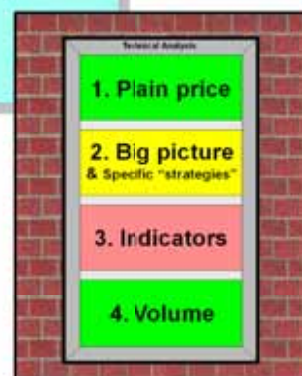 Technical Analysis
1. Plain price
2. Big picture
& Specific "strategies"
3. Indicators
4. Volume